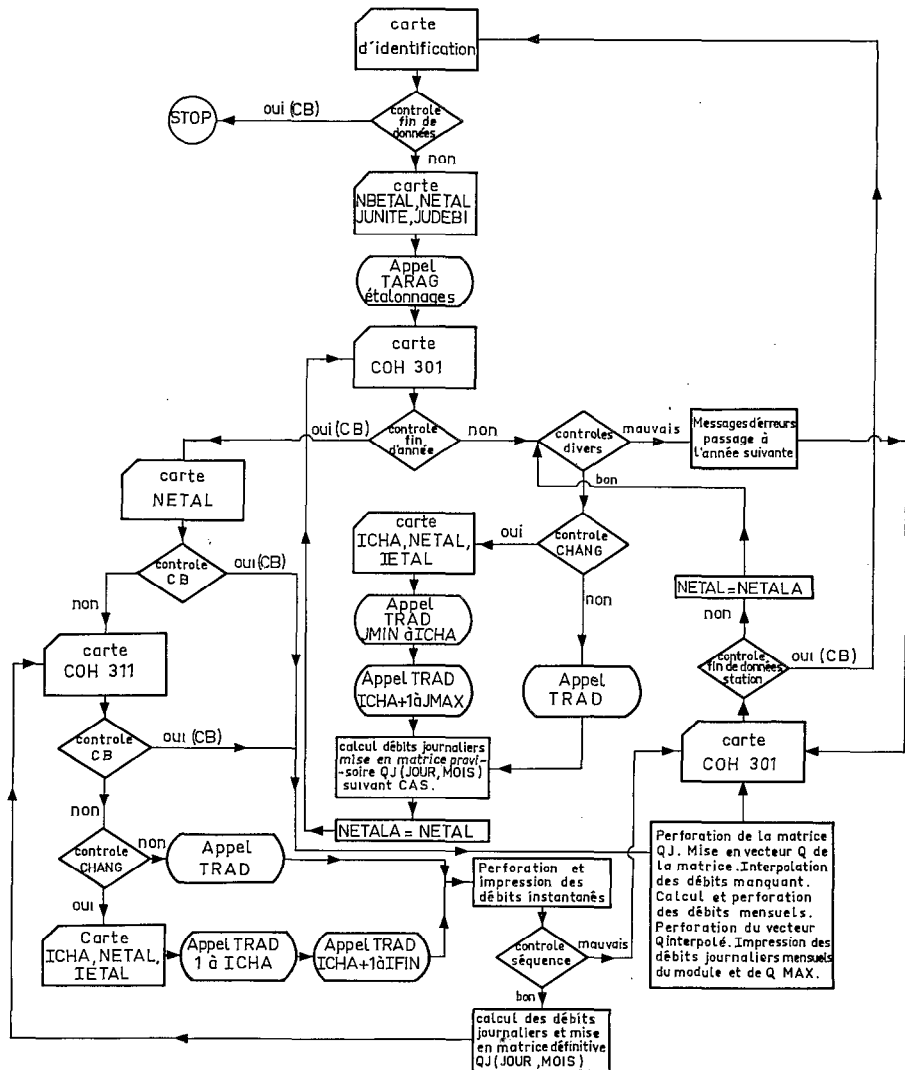 carte
d'identification
controle
fin de
données
oui (CB)
STOP
non
carte
NBETAL, NETAL
JUNITE, JUDEBI
Appel
TARAG
étalonnages
carte
COH 301
controle
fin
d'année
oui (CB)
non
controles
divers
mauvais
Messages d'erreurs
passage à
l'année suivante
bon
carte
NETAL
controle
CB
oui (CB)
non
carte
ICHA, NETAL,
IETAL
oui
controle
CHANG
non
Appel
TRAD
JMIN à ICHA
Appel TRAD
ICHA+1 à JMAX
Appel
TRAD
NETAL = NETALA
non
controle
fin de données
station
oui (CB)
carte
COH 301
carte
COH 311
controle
CB
oui (CB)
non
calcul débits journaliers
mise en matrice provi-
-soire QJ (JOUR, MOIS)
suivant CAS.
NETALA = NETAL
controle
CHANG
non
Appel
TRAD
oui
Carte
ICHA, NETAL,
IETAL
Appel TRAD
1 à ICHA
Appel TRAD
ICHA+1 à IFIN
Perforation et
impression des
débits instantanés
controle
séquence
mauvais
bon
calcul des débits
journaliers et mise
en matrice définitive
QJ (JOUR, MOIS)
Perforation de la matrice
QJ. Mise en vecteur Q de
la matrice. Interpolation
des débits manquant.
Calcul et perforation
des débits mensuels.
Perforation du vecteur
Q interpolé. Impression des
débits journaliers mensuels
du module et de Q MAX.